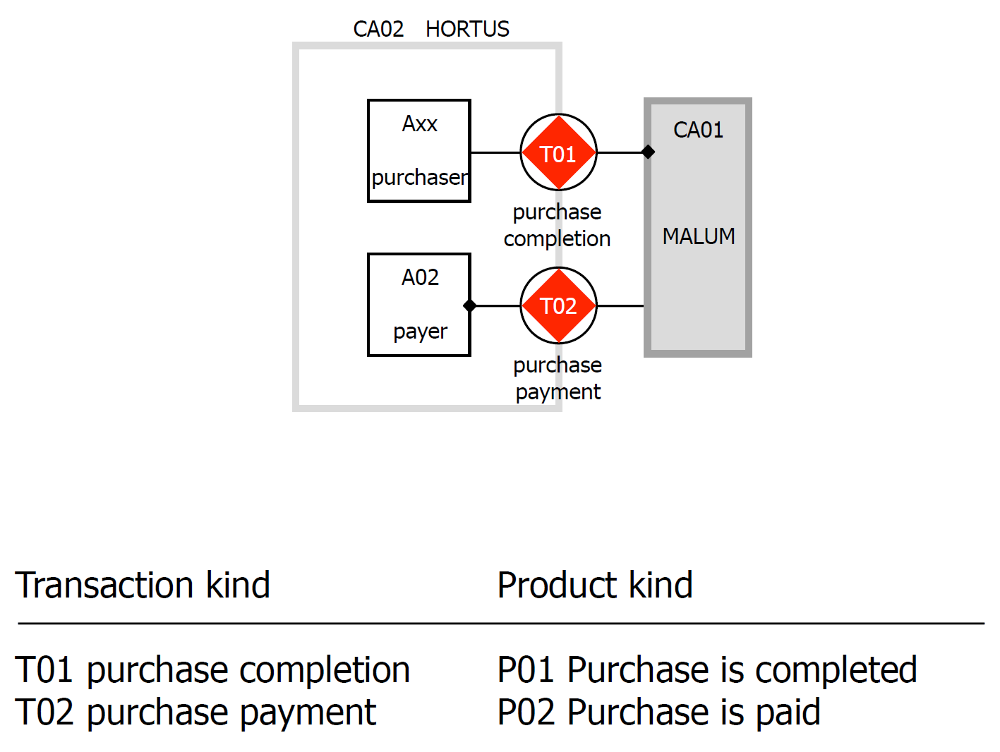 CA02 HORTUS
Axx
purchaser
T01
purchase
completion
CA01
MALUM
A02
payer
T02
purchase
payment
Transaction kind
Product kind
T01 purchase completion
P01 Purchase is completed
T02 purchase payment
P02 Purchase is paid